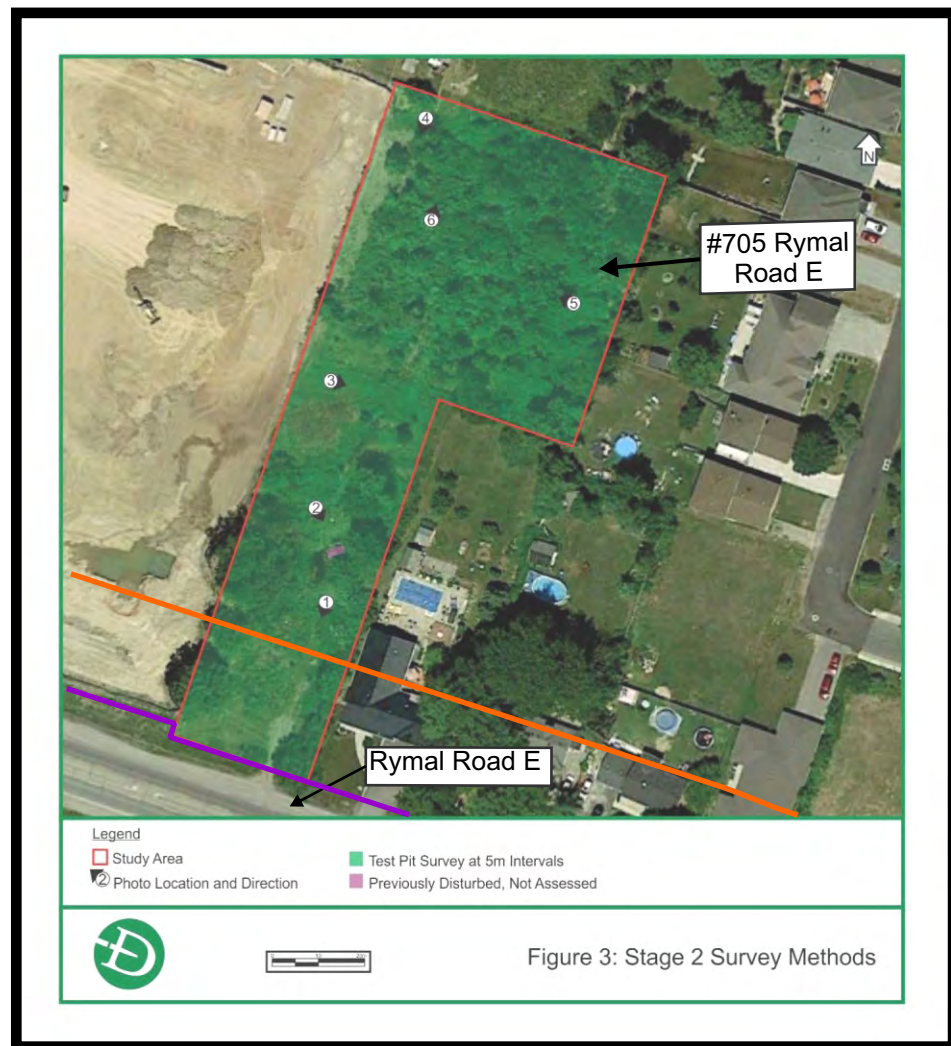 4
N
6
#705 Rymal
Road E
5
3
2
1
Rymal Road E
Legend
Study Area
Test Pit Survey at 5m Intervals
2 Photo Location and Direction
Previously Disturbed, Not Assessed
Figure 3: Stage 2 Survey Methods